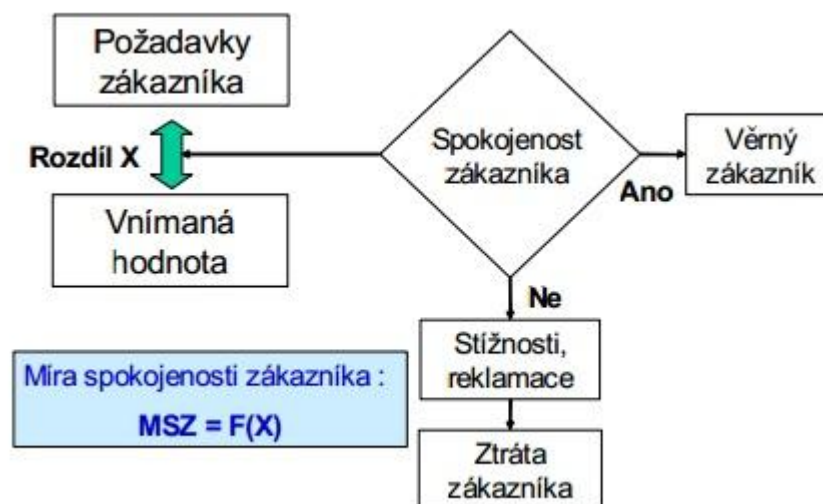 Požadavky
zákazníka
Rozdíl X
Vnímaná
hodnota
Spokojenost
zákazníka
Ano
Věrný
zákazník
Ne
Stížnosti,
reklamace
Ztráta
zákazníka
Míra spokojenosti zákazníka :
MSZ = F(X)